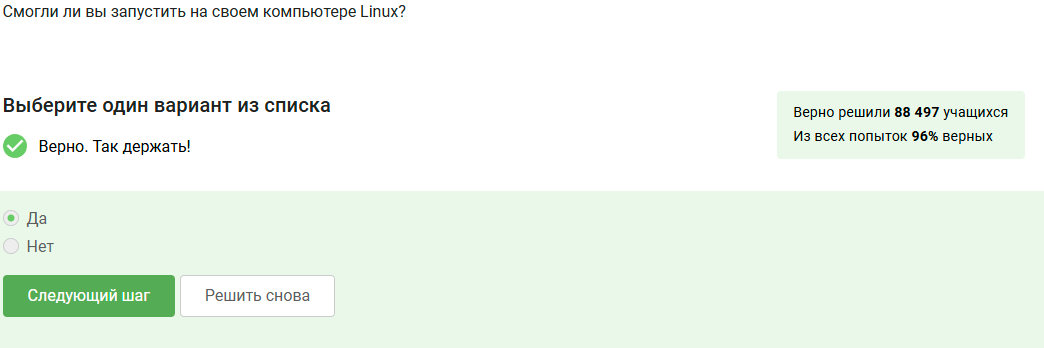 Смогли ли вы запустить на своем компьютере Linux?
Выберите один вариант из списка
Верно. Так держать!
Верно решили 88 497 учащихся
Из всех попыток 96% верных
Да
Нет
Следующий шаг
Решить снова